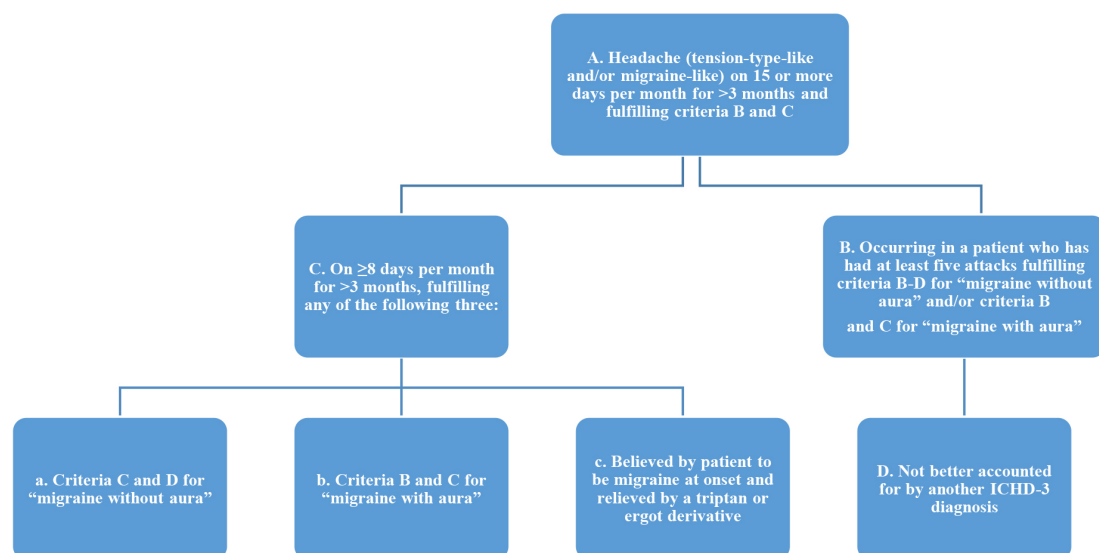 A. Headache (tension-type-like
and/or migraine-like) on 15 or more
days per month for >3 months and
fulfilling criteria B and C
C. On ≥8 days per month
for >3 months, fulfilling
any of the following three:
B. Occurring in a patient who has
had at least five attacks fulfilling
criteria B-D for “migraine without
aura” and/or criteria B
and C for “migraine with aura”
a. Criteria C and D for
“migraine without aura”
b. Criteria B and C for
“migraine with aura”
c. Believed by patient to
be migraine at onset and
relieved by a triptan or
ergot derivative
D. Not better accounted
for by another ICHD-3
diagnosis